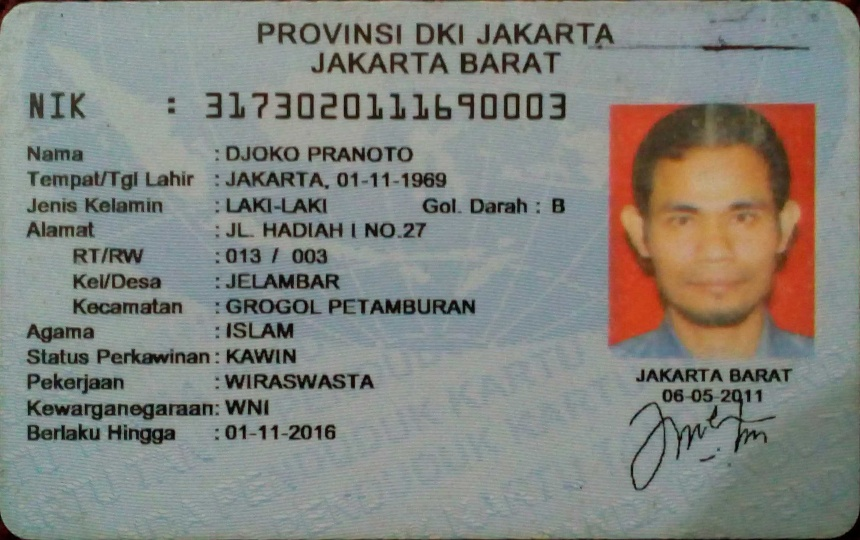 PROVINSI DKI JAKARTA
JAKARTA BARAT
NIK : 3173020111690003
Nama : DJOKO PRANOTO
Tempat/Tgl Lahir : JAKARTA, 01-11-1969
Jenis Kelamin : LAKI-LAKI Gol. Darah : B
Alamat : JL. HADIAH I NO.27
RT/RW : 013 / 003
Kel/Desa : JELAMBAR
Kecamatan : GROGOL PETAMBURAN
Agama : ISLAM
Status Perkawinan : KAWIN
Pekerjaan : WIRASWASTA
Kewarganegaraan: WNI
Berlaku Hingga : 01-11-2016
JAKARTA BARAT
06-05-2011